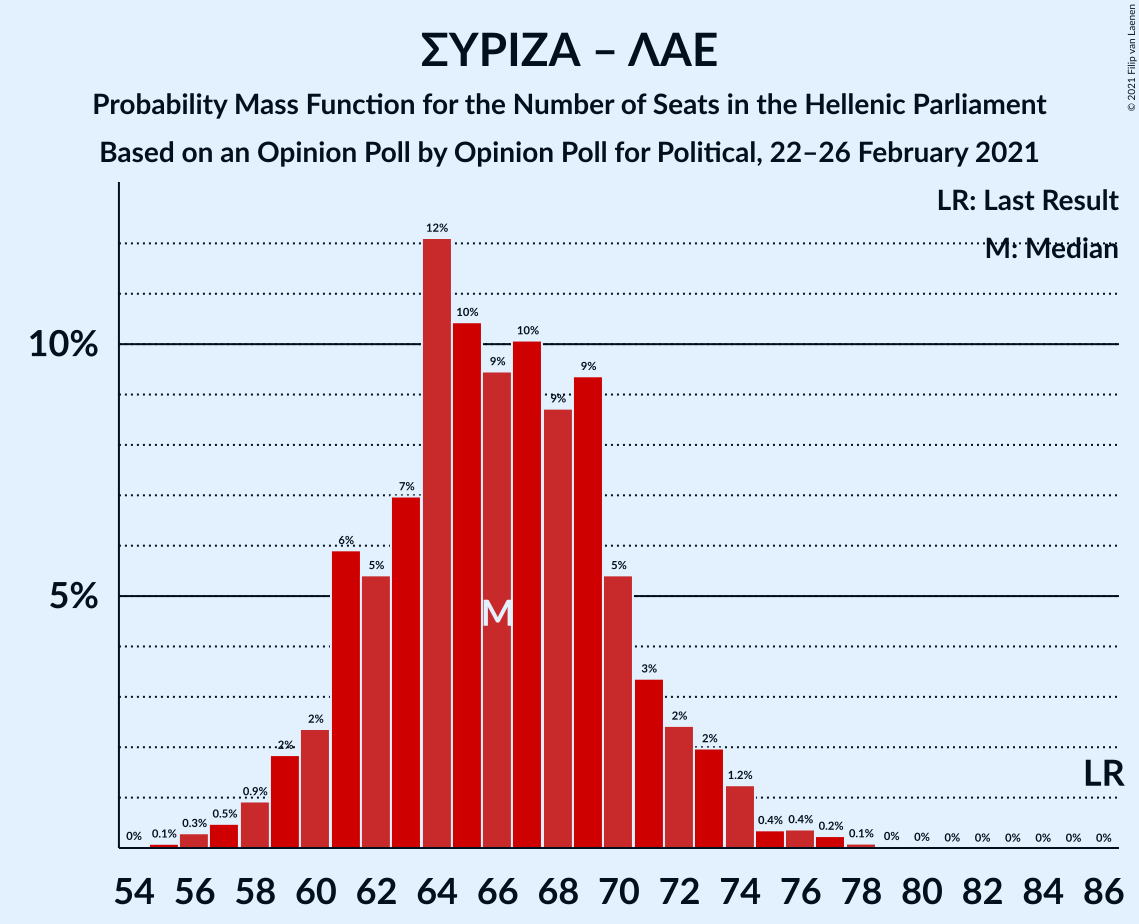 ΣΥΡΙΖΑ – ΛΑΕ
Probability Mass Function for the Number of Seats in the Hellenic Parliament
Based on an Opinion Poll by Opinion Poll for Political, 22–26 February 2021
© 2021 Filip van Laenen
LR: Last Result
M: Median
10%
5%
0% 0.1% 0.3% 0.5% 0.9% 2% 2% 6% 5% 7% 12% 10% 9% 10% 9% 9% 5% 3% 2% 2% 1.2% 0.4% 0.4% 0.2% 0.1% 0% 0% 0% 0% 0% 0% 0% 0%
M
LR
54 56 58 60 62 64 66 68 70 72 74 76 78 80 82 84 86